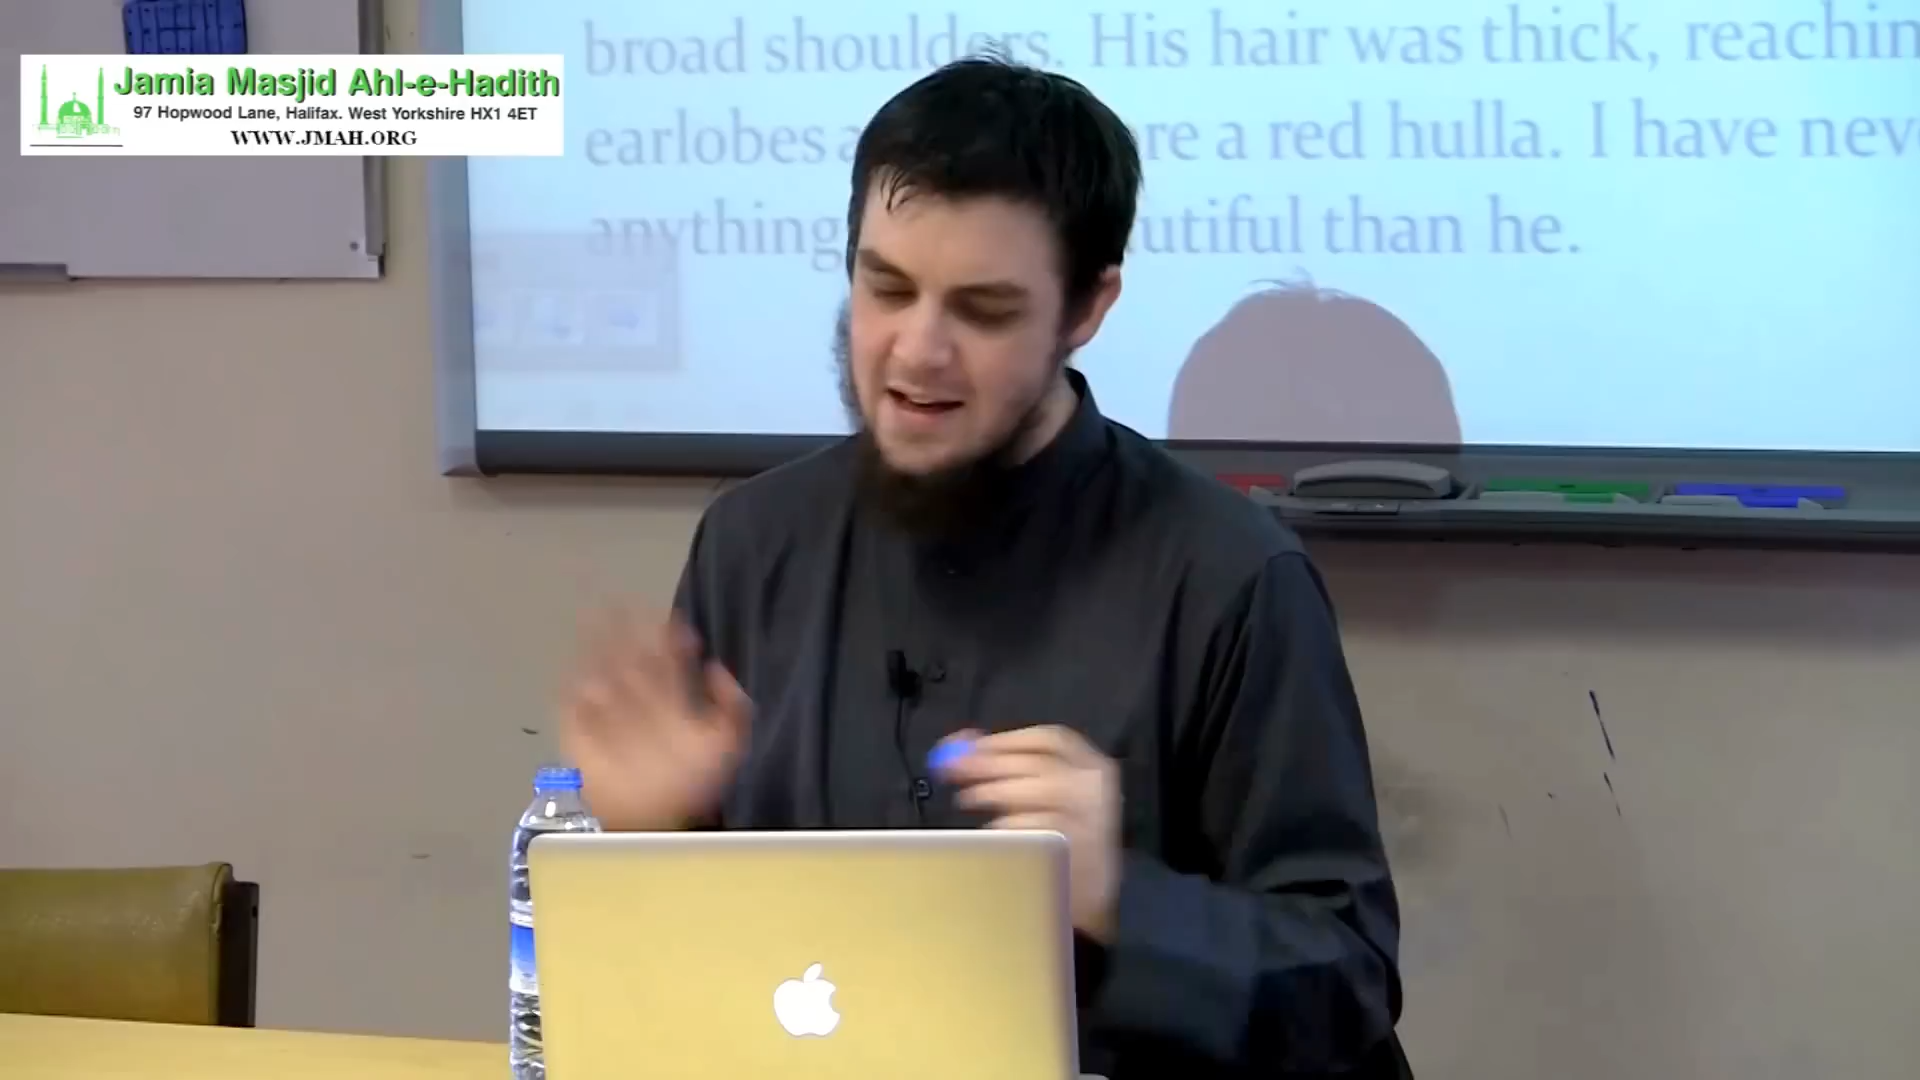 Jamia Masjid Ahl-e-Hadith
97 Hopwood Lane, Halifax. West Yorkshire HX1 4ET
WWW.JMAH.ORG
broad shoulders. His hair was thick, reachin
earlobes a re a red hulla. I have nev
anything utiful than he.